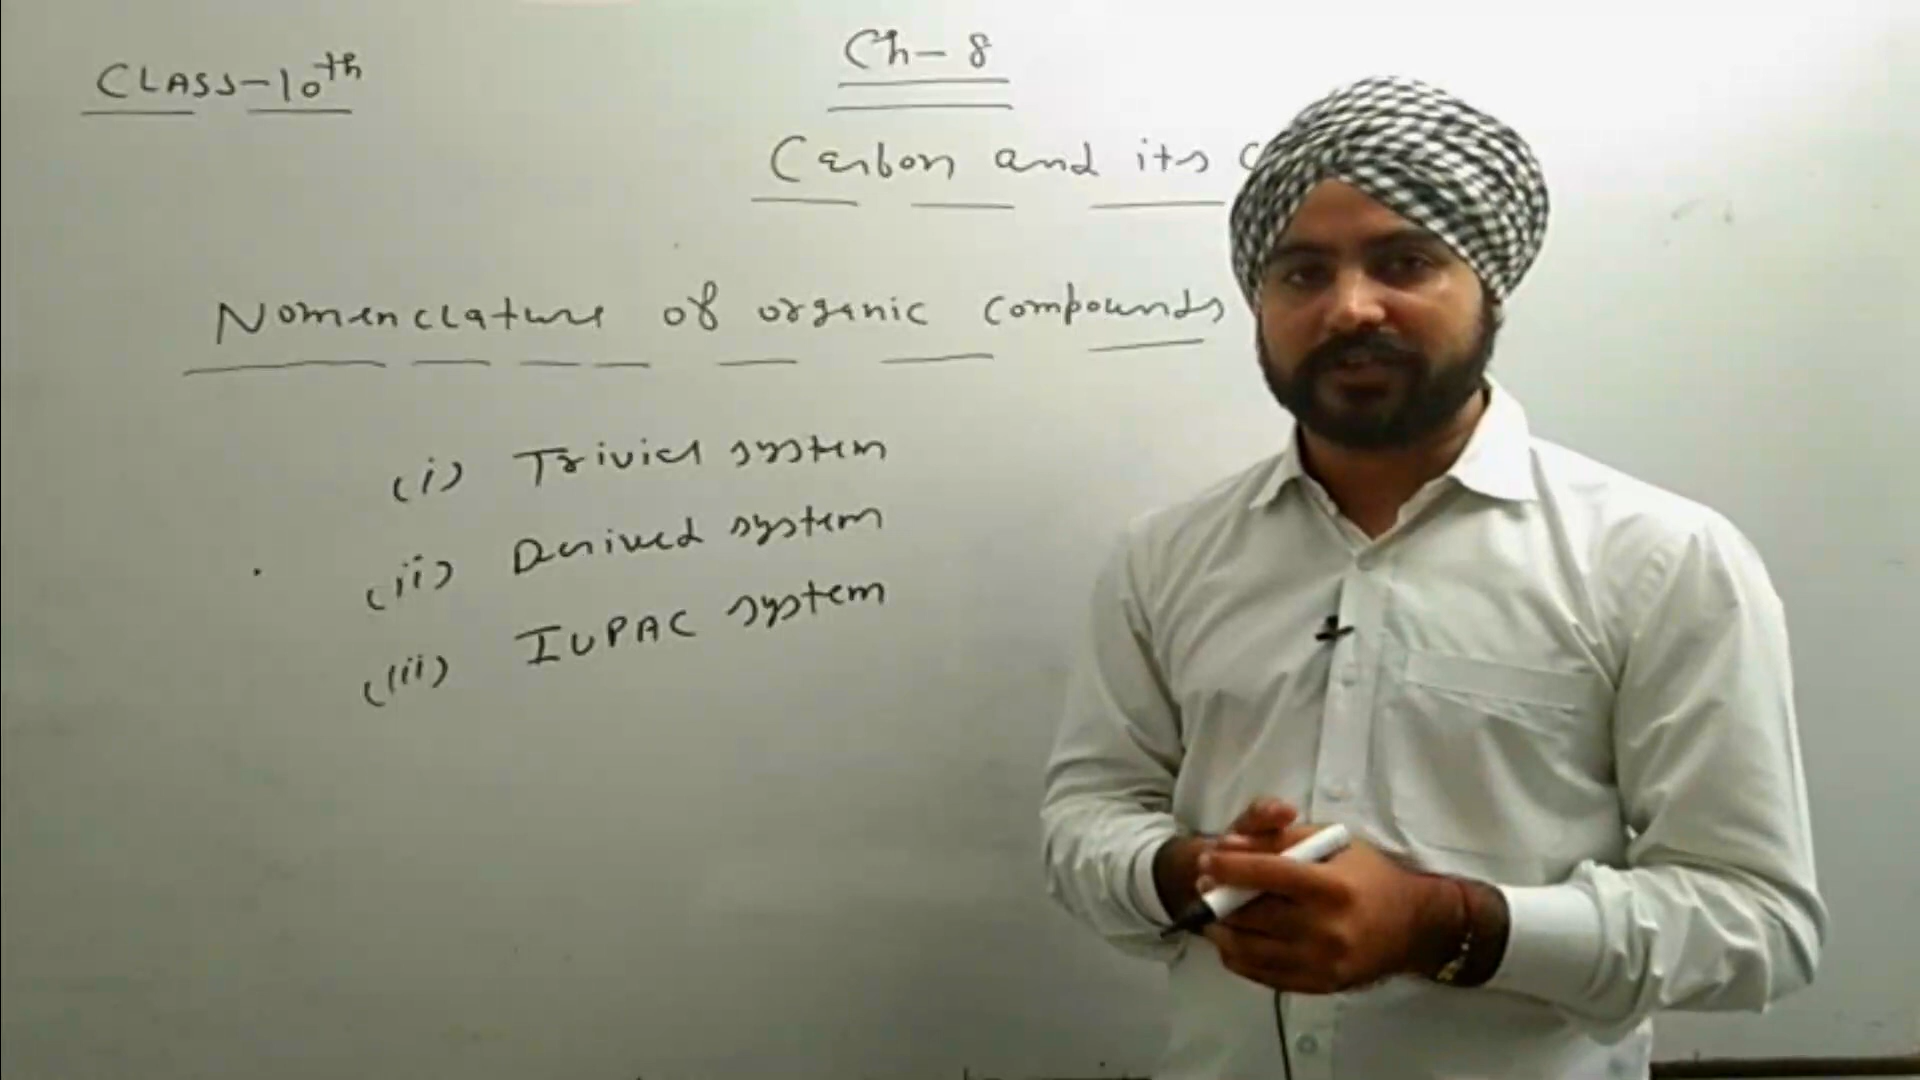 CLASS-10th
Ch-8
Carbon and its
Nomenclature of organic compounds
(i) Trivial system
(ii) Derived system
(iii) IUPAC system